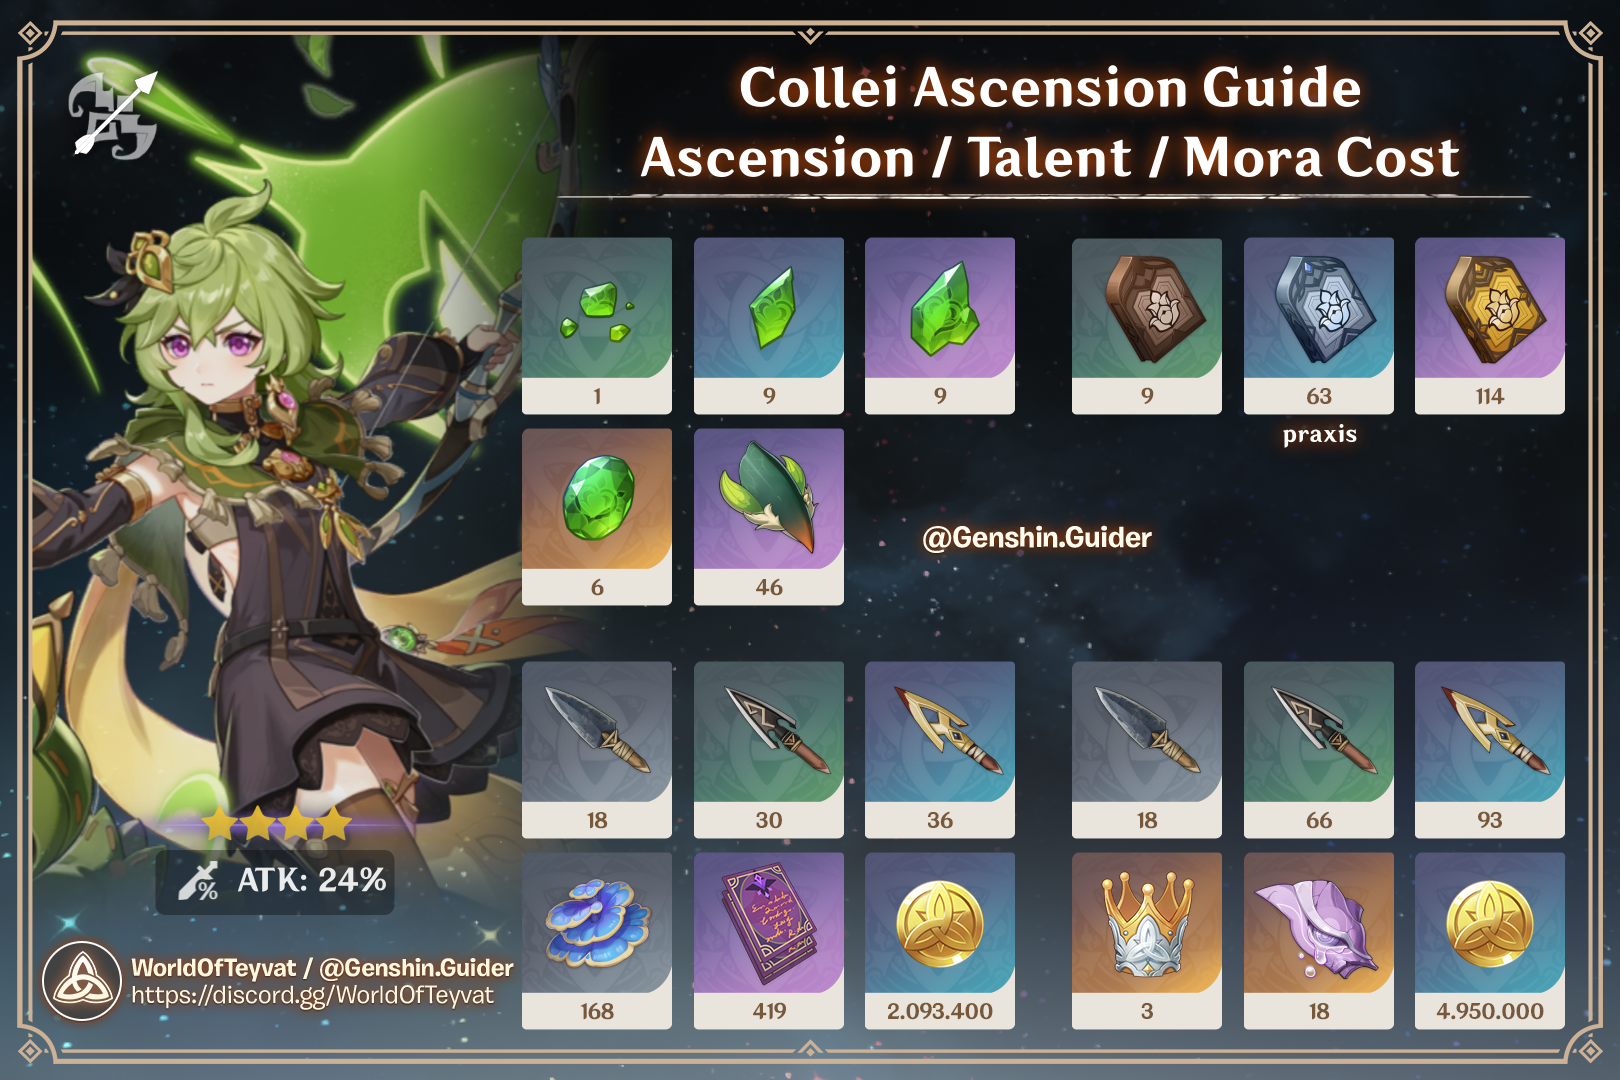 Collei Ascension Guide
Ascension / Talent / Mora Cost
1 9 9 9 63 114
praxis
6 46
@Genshin.Guider
18 30 36 18 66 93
168 419 2.093.400 3 18 4.950.000
% ATK: 24%
WorldOfTeyvat / @Genshin.Guider
https://discord.gg/WorldOfTeyvat